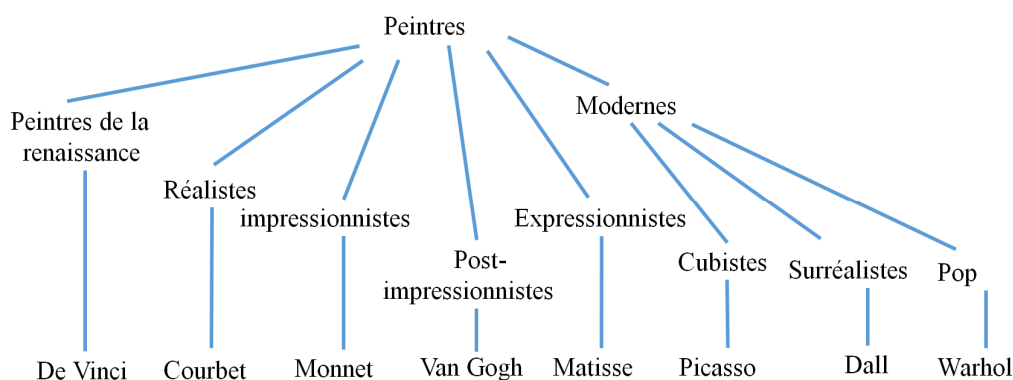 Peintres
Modernes
Peintres de la
renaissance
Réalistes
impressionnistes
Expressionnistes
Post-
impressionnistes
Cubistes
Surréalistes
Pop
De Vinci
Courbet
Monnet
Van Gogh
Matisse
Picasso
Dall
Warhol